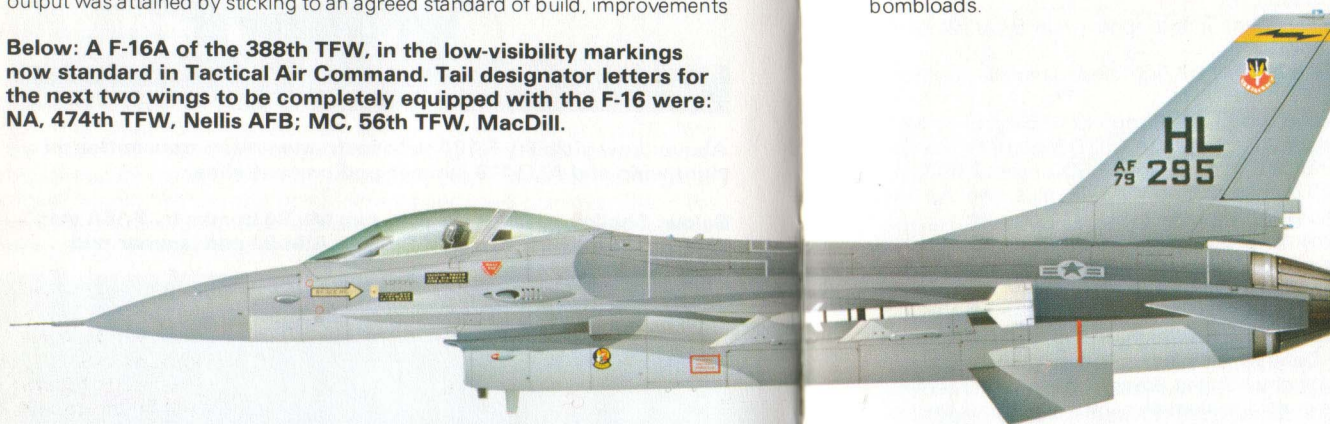 output was attained by sticking to an agreed standard of build, improvements
Below: A F-16A of the 388th TFW, in the low-visibility markings
now standard in Tactical Air Command. Tail designator letters for
the next two wings to be completely equipped with the F-16 were:
NA, 474th TFW, Nellis AFB; MC, 56th TFW, MacDill.
bombloads.
HL
AF
79 295